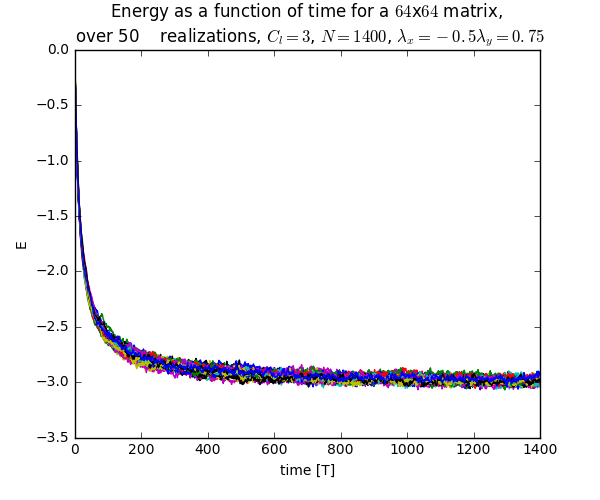 Energy as a function of time for a 64x64 matrix,
over 50 realizations, C_l = 3, N = 1400, λ_x = −0.5λ_y = 0.75
0.0
−0.5
−1.0
−1.5
−2.0
−2.5
−3.0
−3.5
E
0 200 400 600 800 1000 1200 1400
time [T]